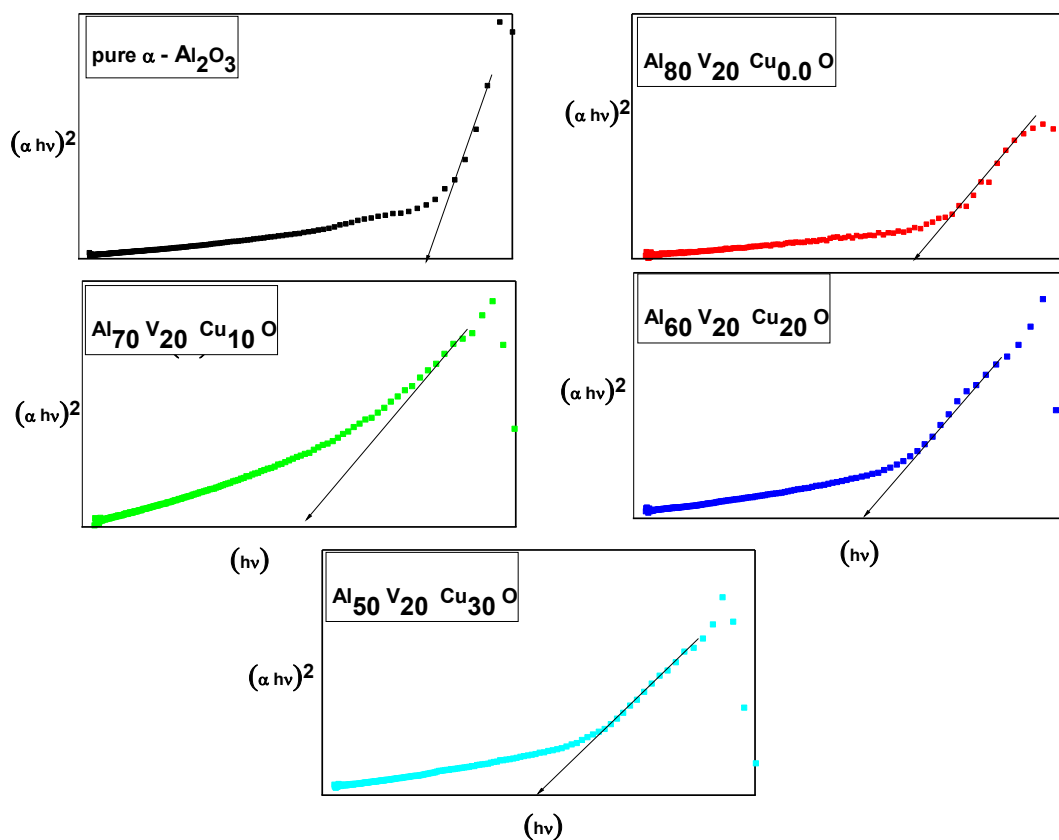 pure α - Al₂O₃
(α hν)²
Al₈₀ V₂₀ Cu₀.₀ O
(α hν)²
Al₇₀ V₂₀ Cu₁₀ O
(α hν)²
(hν)
Al₆₀ V₂₀ Cu₂₀ O
(α hν)²
(hν)
Al₅₀ V₂₀ Cu₃₀ O
(α hν)²
(hν)